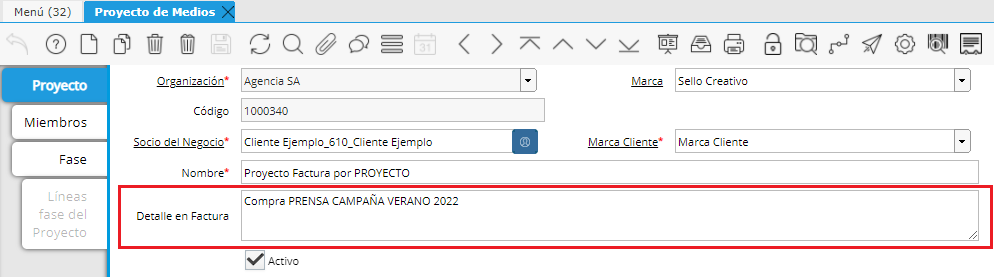 Menú (32) Proyecto de Medios
31
Proyecto
Miembros
Fase
Líneas
fase del
Proyecto
Organización* Agencia SA Marca Sello Creativo
Código 1000340
Socio del Negocio* Cliente Ejemplo_610_Cliente Ejemplo Marca Cliente* Marca Cliente
Nombre* Proyecto Factura por PROYECTO
Detalle en Factura Compra PRENSA CAMPAÑA VERANO 2022
Activo